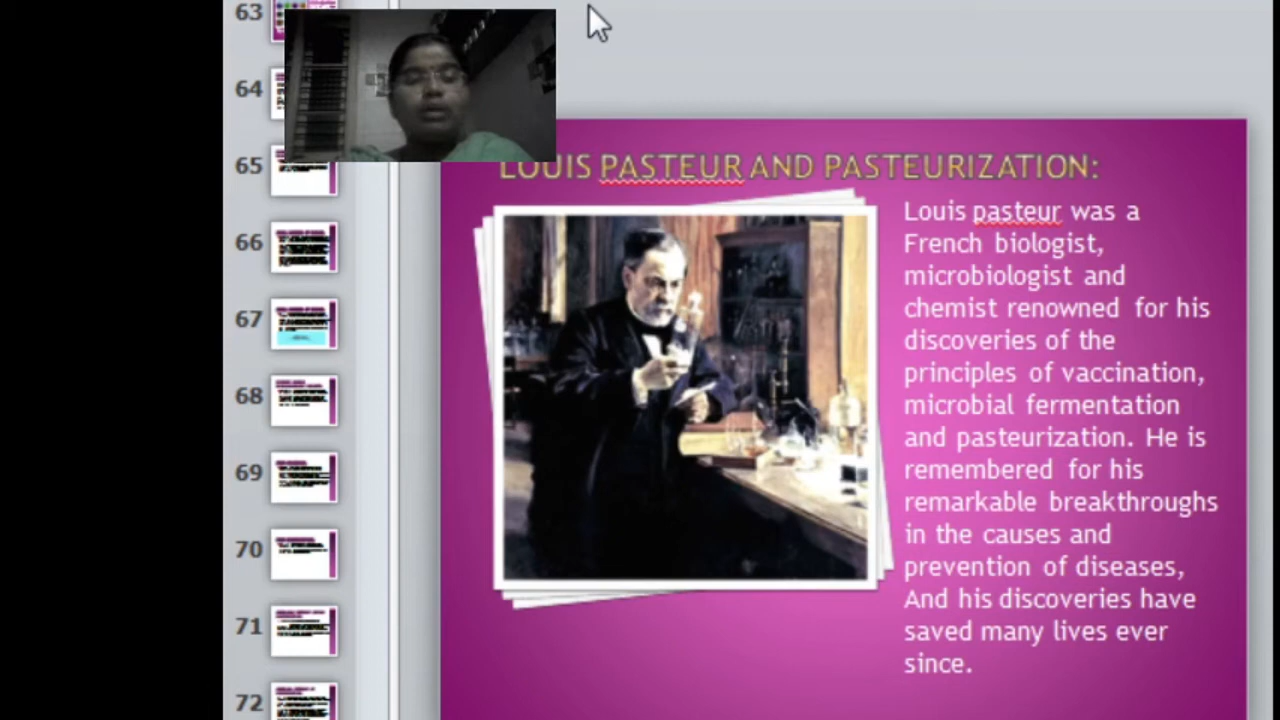 63
64
65
66
67
68
69
70
71
72
LOUIS PASTEUR AND PASTEURIZATION:
Louis pasteur was a
French biologist,
microbiologist and
chemist renowned for his
discoveries of the
principles of vaccination,
microbial fermentation
and pasteurization. He is
remembered for his
remarkable breakthroughs
in the causes and
prevention of diseases,
And his discoveries have
saved many lives ever
since.